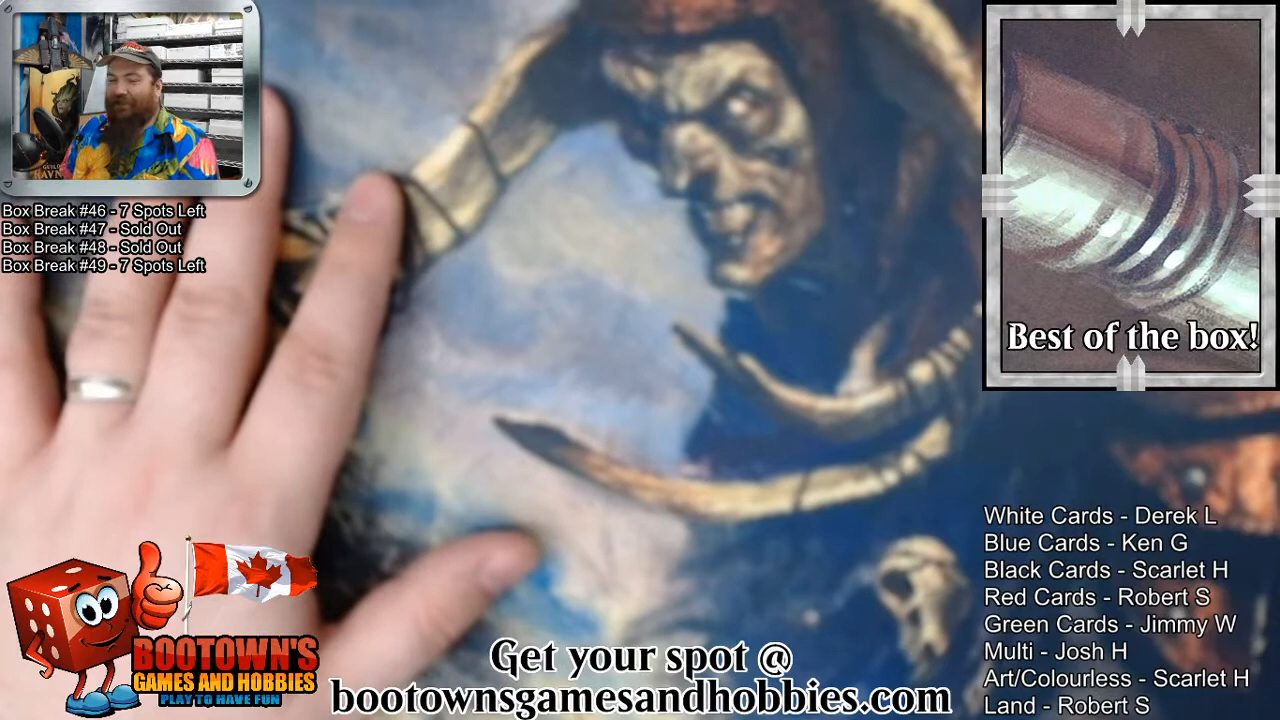 Box Break #46 - 7 Spots Left
Box Break #47 - Sold Out
Box Break #48 - Sold Out
Box Break #49 - 7 Spots Left
Best of the box!
White Cards - Derek L
Blue Cards - Ken G
Black Cards - Scarlet H
Red Cards - Robert S
Green Cards - Jimmy W
Multi - Josh H
Art/Colourless - Scarlet H
Land - Robert S
BOOTOWN'S
GAMES AND HOBBIES
PLAY TO HAVE FUN
Get your spot @
bootownsgamesandhobbies.com